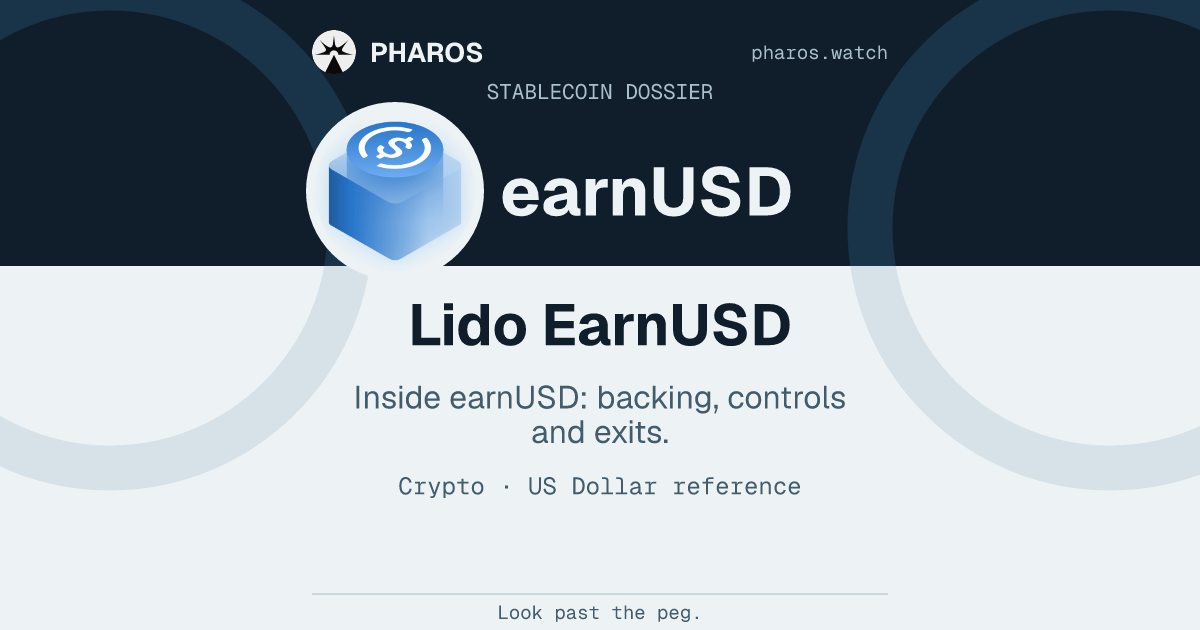 PHAROS
pharos.watch
STABLECOIN DOSSIER
earnUSD
Lido EarnUSD
Inside earnUSD: backing, controls
and exits.
Crypto · US Dollar reference
Look past the peg.